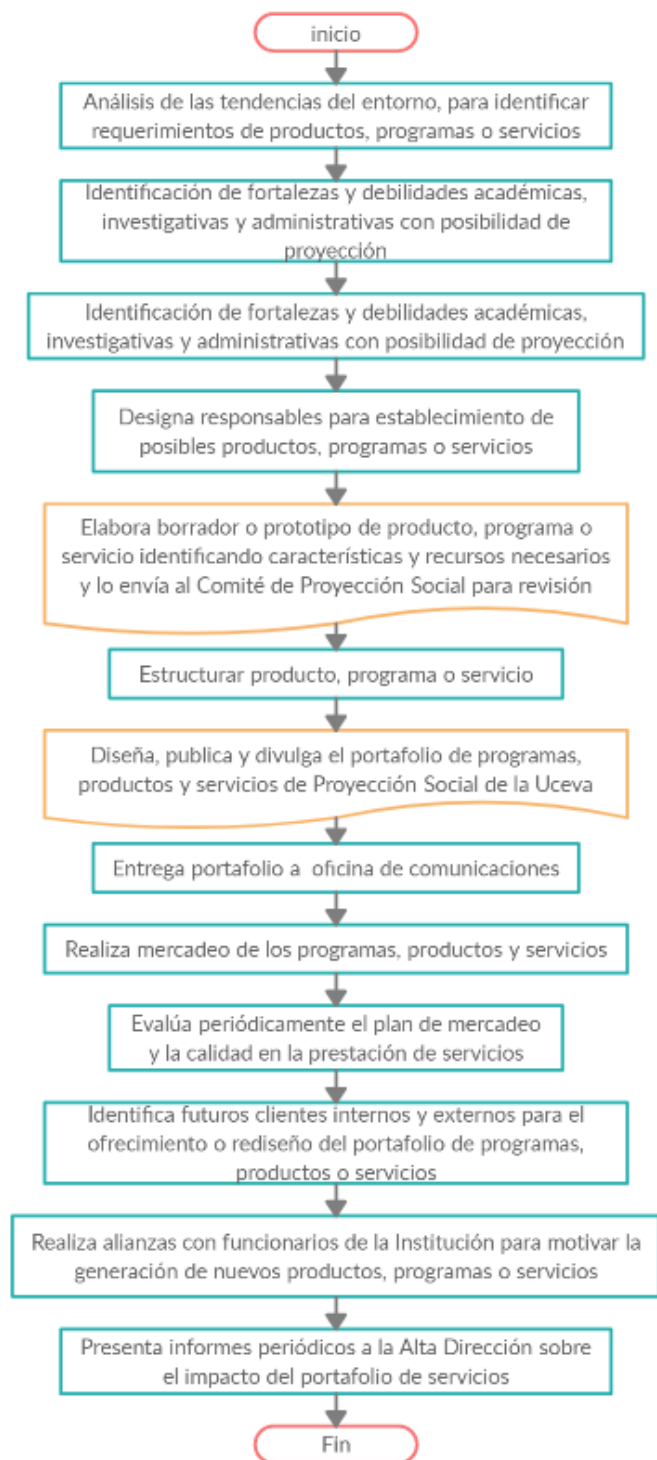 inicio
Análisis de las tendencias del entorno, para identificar
requerimientos de productos, programas o servicios
Identificación de fortalezas y debilidades académicas,
investigativas y administrativas con posibilidad de
proyección
Identificación de fortalezas y debilidades académicas,
investigativas y administrativas con posibilidad de proyección
Designa responsables para establecimiento de
posibles productos, programas o servicios
Elabora borrador o prototipo de producto, programa o
servicio identificando características y recursos necesarios
y lo envía al Comité de Proyección Social para revisión
Estructurar producto, programa o servicio
Diseña, publica y divulga el portafolio de programas,
productos y servicios de Proyección Social de la Uceva
Entrega portafolio a oficina de comunicaciones
Realiza mercadeo de los programas, productos y servicios
Evalúa periódicamente el plan de mercadeo
y la calidad en la prestación de servicios
Identifica futuros clientes internos y externos para el
ofrecimiento o rediseño del portafolio de programas,
productos o servicios
Realiza alianzas con funcionarios de la Institución para motivar la
generación de nuevos productos, programas o servicios
Presenta informes periódicos a la Alta Dirección sobre
el impacto del portafolio de servicios
Fin